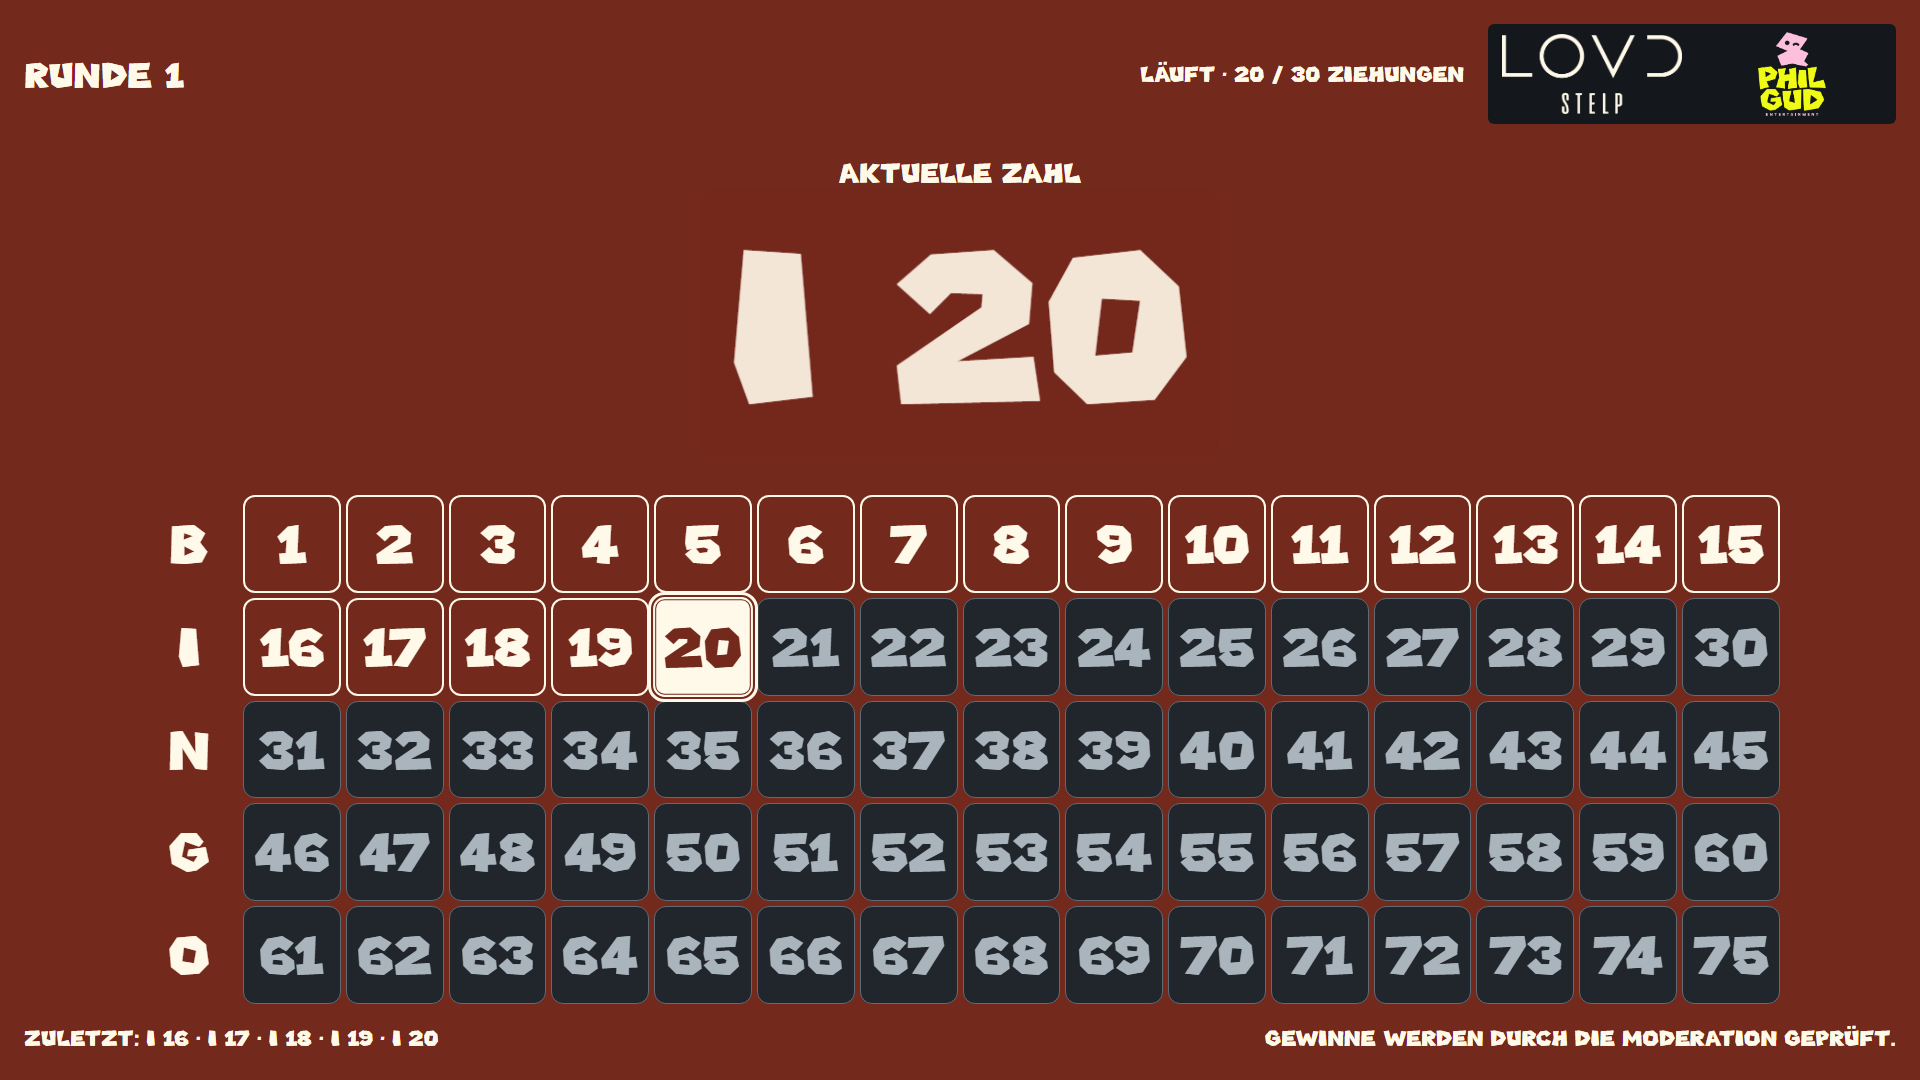 RUNDE 1
LÄUFT · 20 / 30 ZIEHUNGEN
LOVD
STELP
PHIL
GUD
ENTERTAINMENT
AKTUELLE ZAHL
I 20
B 1 2 3 4 5 6 7 8 9 10 11 12 13 14 15
I 16 17 18 19 20 21 22 23 24 25 26 27 28 29 30
N 31 32 33 34 35 36 37 38 39 40 41 42 43 44 45
G 46 47 48 49 50 51 52 53 54 55 56 57 58 59 60
O 61 62 63 64 65 66 67 68 69 70 71 72 73 74 75
ZULETZT: I 16 · I 17 · I 18 · I 19 · I 20
GEWINNE WERDEN DURCH DIE MODERATION GEPRÜFT.